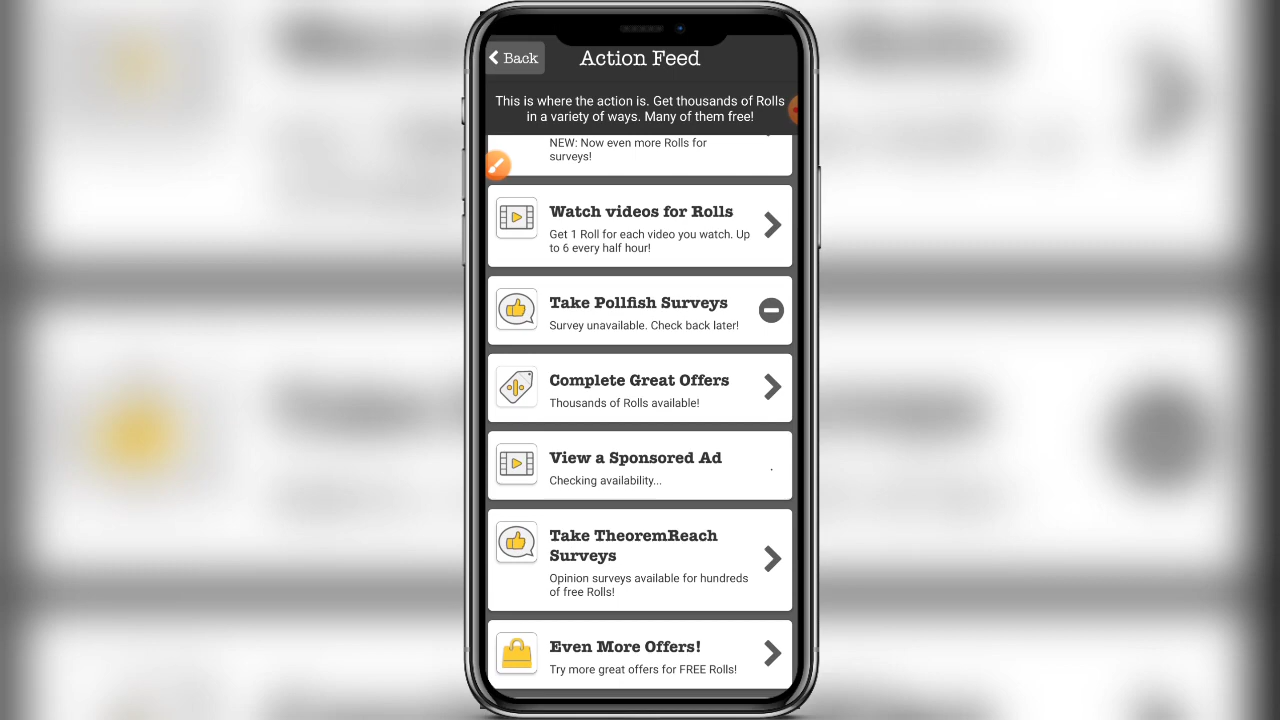 Back
Action Feed
This is where the action is. Get thousands of Rolls
in a variety of ways. Many of them free!
NEW: Now even more Rolls for
surveys!
Watch videos for Rolls
Get 1 Roll for each video you watch. Up
to 6 every half hour!
Take Pollfish Surveys
Survey unavailable. Check back later!
Complete Great Offers
Thousands of Rolls available!
View a Sponsored Ad
Checking availability...
Take TheoremReach
Surveys
Opinion surveys available for hundreds
of free Rolls!
Even More Offers!
Try more great offers for FREE Rolls!